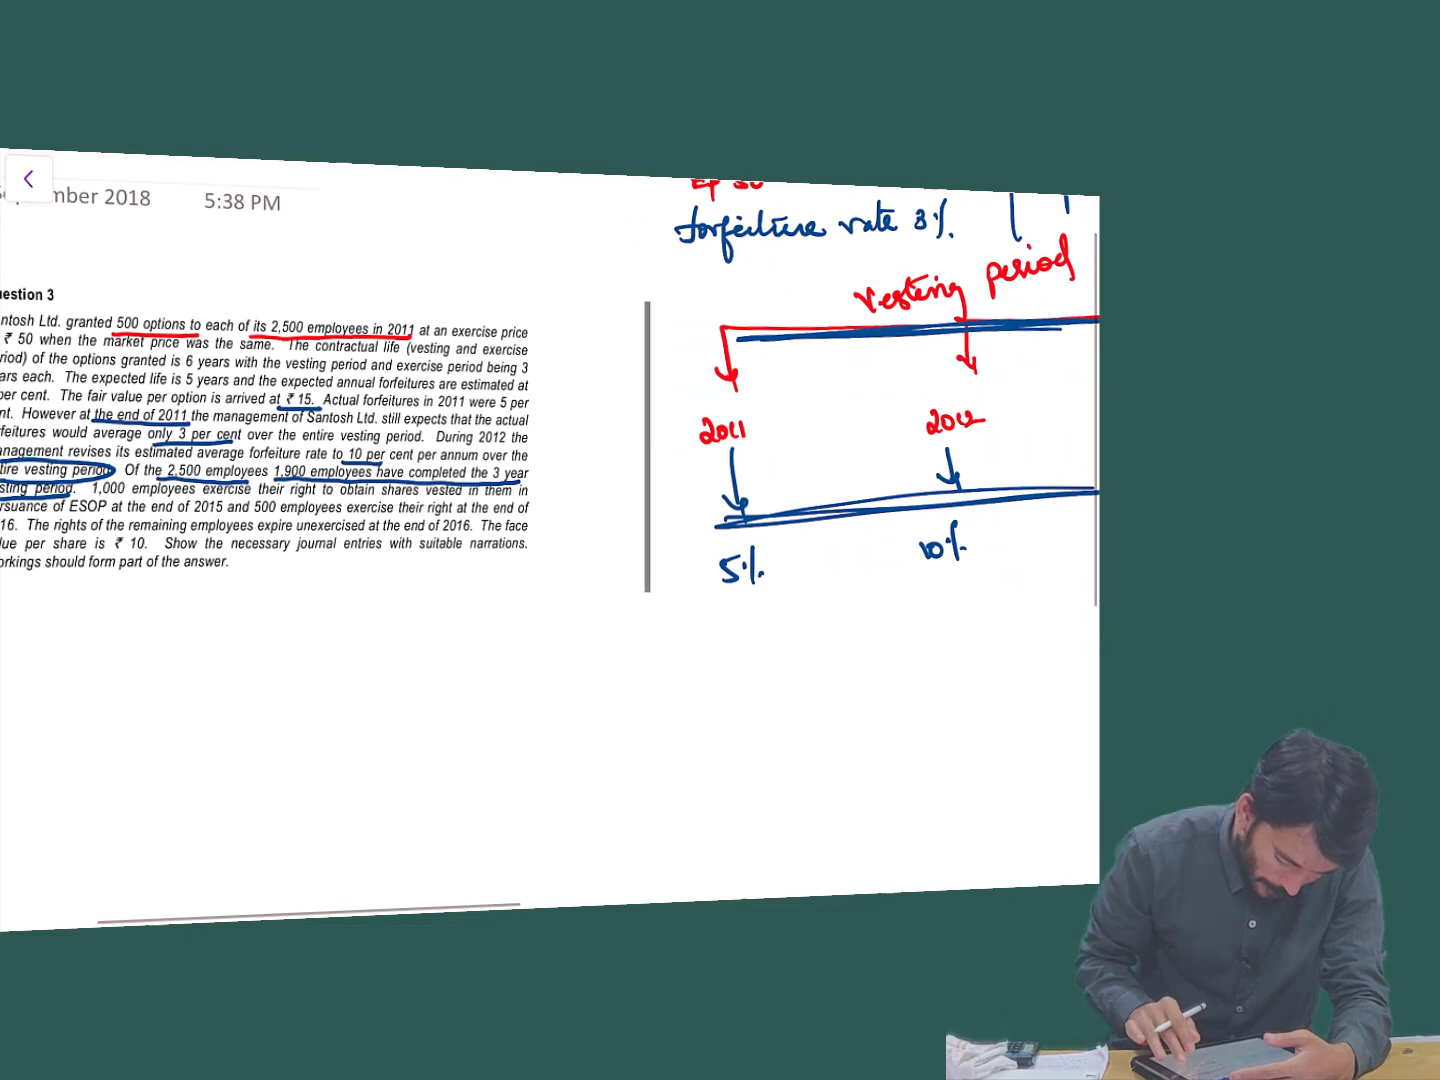 mber 2018 5:38 PM
estion 3
ntosh Ltd. granted 500 options to each of its 2,500 employees in 2011 at an exercise price
₹ 50 when the market price was the same. The contractual life (vesting and exercise
riod) of the options granted is 6 years with the vesting period and exercise period being 3
ars each. The expected life is 5 years and the expected annual forfeitures are estimated at
per cent. The fair value per option is arrived at ₹ 15. Actual forfeitures in 2011 were 5 per
nt. However at the end of 2011 the management of Santosh Ltd. still expects that the actual
feitures would average only 3 per cent over the entire vesting period. During 2012 the
anagement revises its estimated average forfeiture rate to 10 per cent per annum over the
tire vesting period. Of the 2,500 employees 1,900 employees have completed the 3 year
sting period. 1,000 employees exercise their right to obtain shares vested in them in
rsuance of ESOP at the end of 2015 and 500 employees exercise their right at the end of
16. The rights of the remaining employees expire unexercised at the end of 2016. The face
lue per share is ₹ 10. Show the necessary journal entries with suitable narrations.
orkings should form part of the answer.
forfeiture rate 3%.
vesting period
2011 2012
5%. 10%.